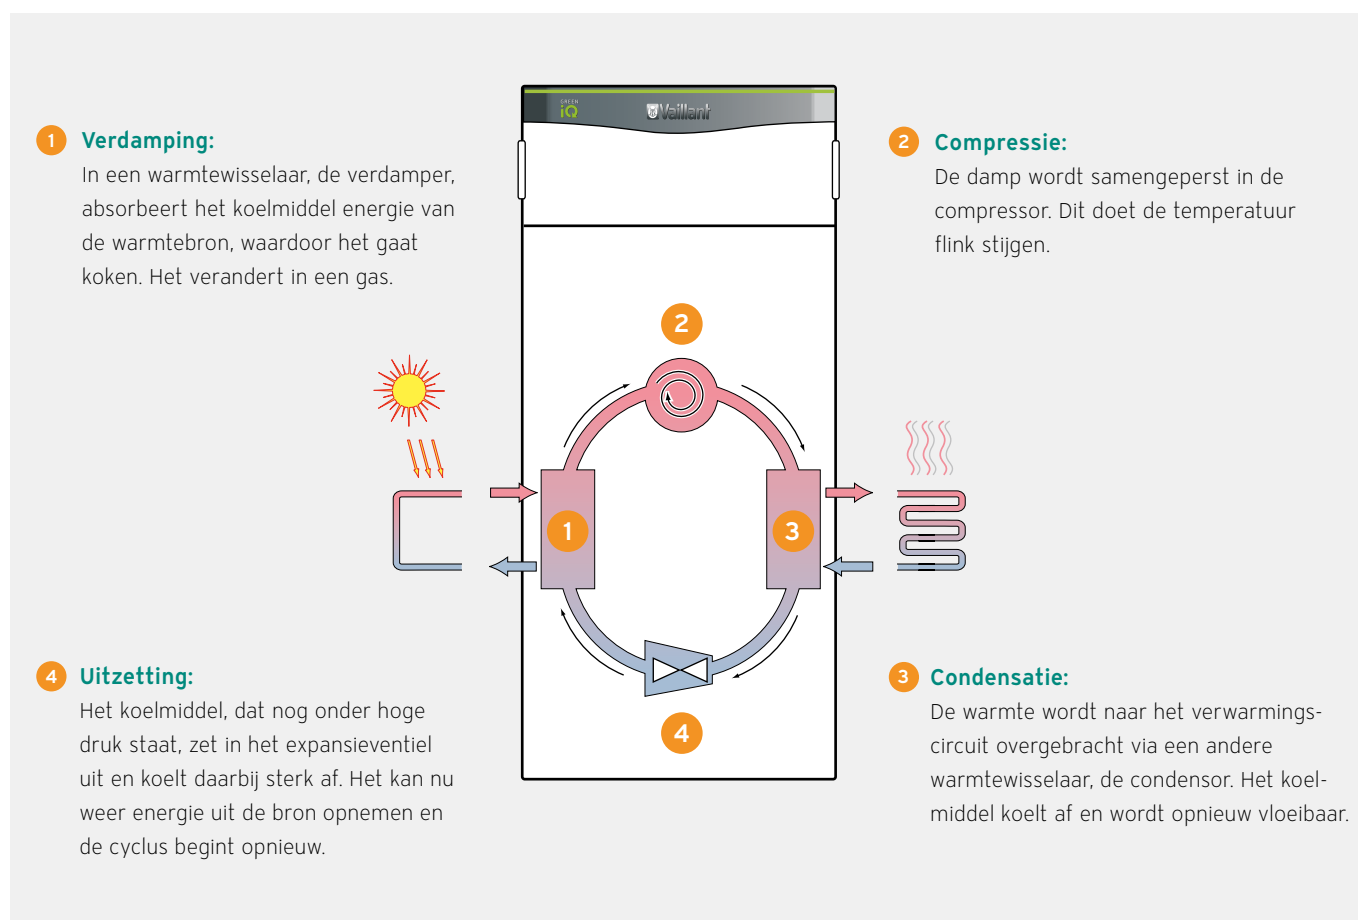 GREEN
iQ
Vaillant
1 Verdamping:
In een warmtewisselaar, de verdamper,
absorbeert het koelmiddel energie van
de warmtebron, waardoor het gaat
koken. Het verandert in een gas.
2 Compressie:
De damp wordt samengeperst in de
compressor. Dit doet de temperatuur
flink stijgen.
2
1
3
4
4 Uitzetting:
Het koelmiddel, dat nog onder hoge
druk staat, zet in het expansieventiel
uit en koelt daarbij sterk af. Het kan nu
weer energie uit de bron opnemen en
de cyclus begint opnieuw.
3 Condensatie:
De warmte wordt naar het verwarmings-
circuit overgebracht via een andere
warmtewisselaar, de condensor. Het koel-
middel koelt af en wordt opnieuw vloeibaar.